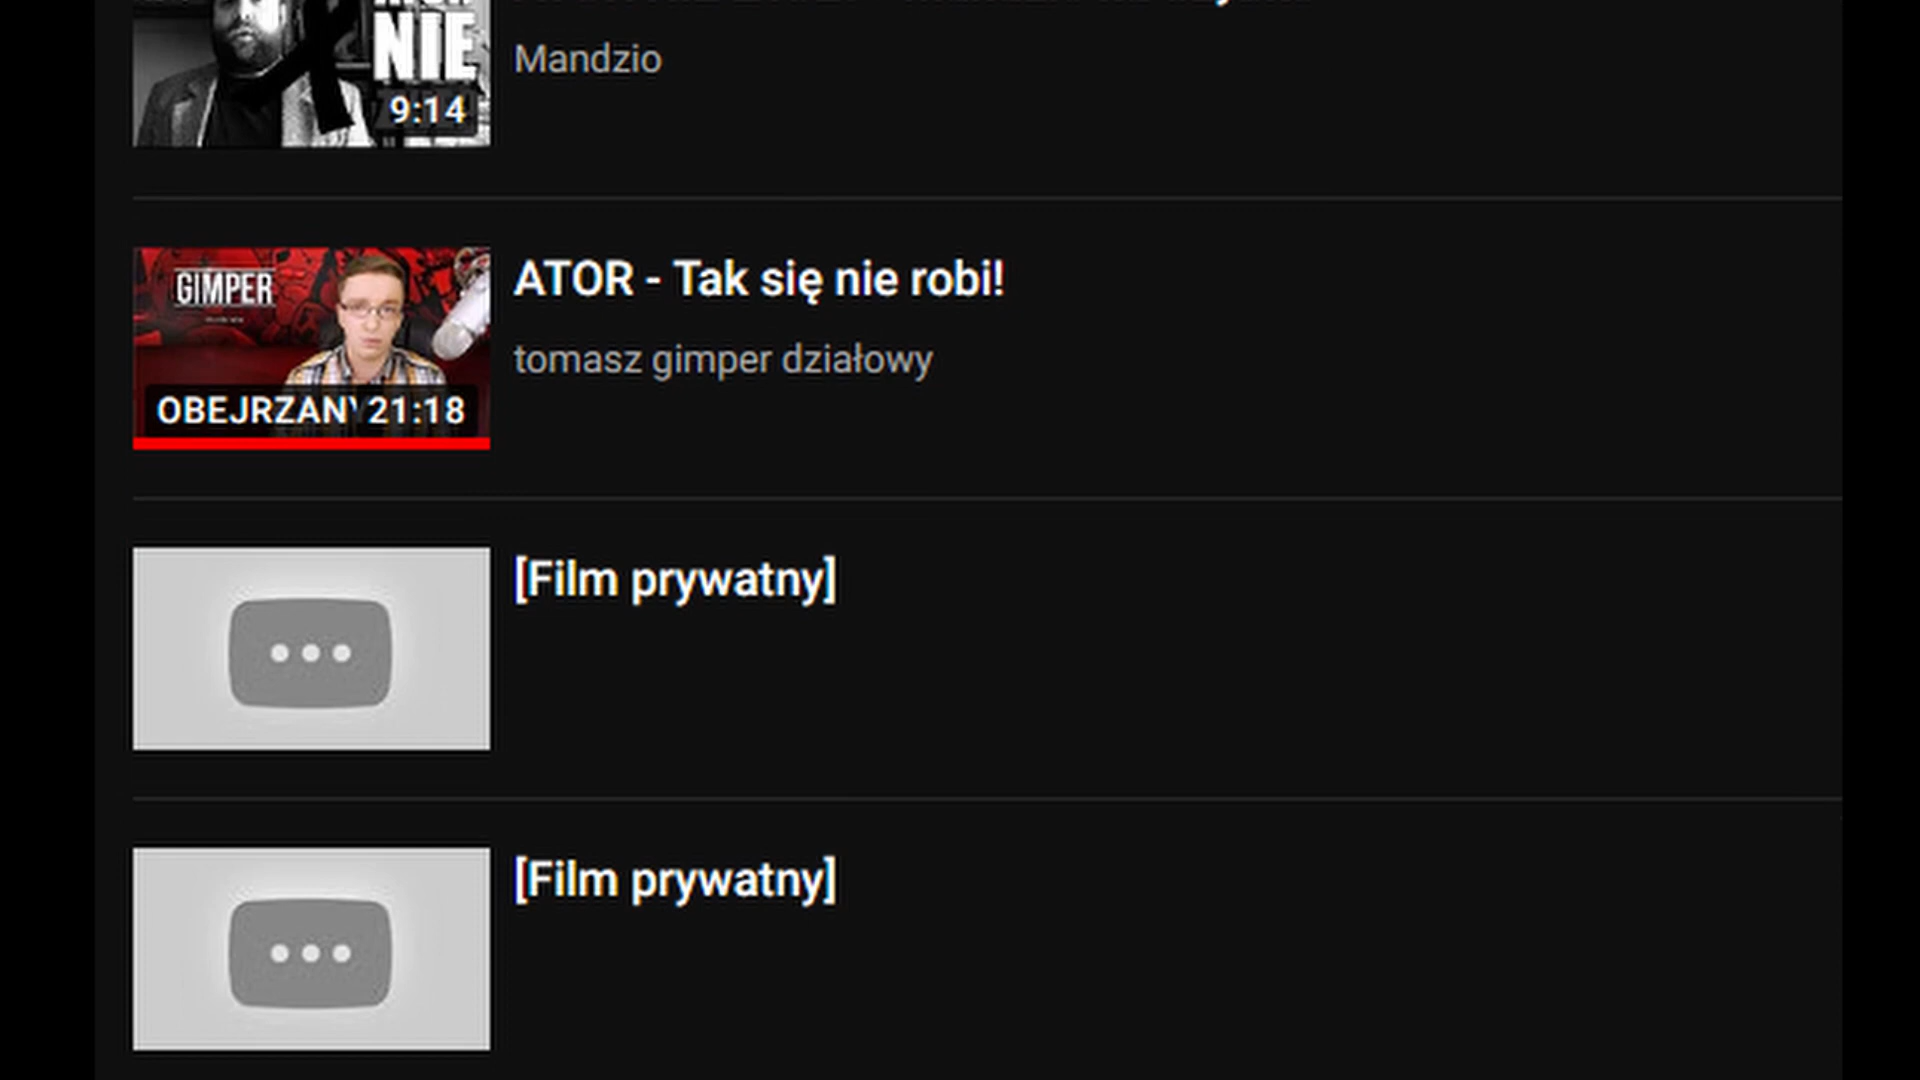 NIE
Mandzio
9:14
GIMPER
ATOR - Tak się nie robi!
tomasz gimper działowy
OBEJRZANY 21:18
[Film prywatny]
[Film prywatny]